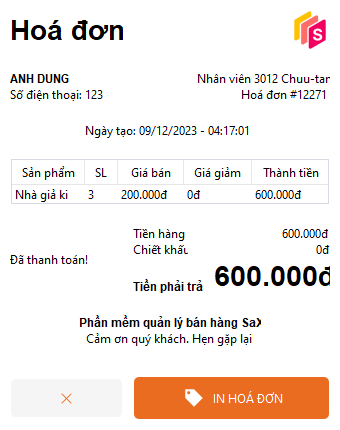 Hoá đơn
S
ANH DUNG
Nhân viên 3012 Chuu-tar
Số điện thoại: 123
Hoá đơn #12271
Ngày tạo: 09/12/2023 - 04:17:01
Sản phẩm SL Giá bán Giá giảm Thành tiền
Nhà giả ki 3 200.000đ 0đ 600.000đ
Tiền hàng 600.000đ
Chiết khấu 0đ
Đã thanh toán!
Tiền phải trả 600.000đ
Phần mềm quản lý bán hàng SaX
Cảm ơn quý khách. Hẹn gặp lại
IN HOÁ ĐƠN